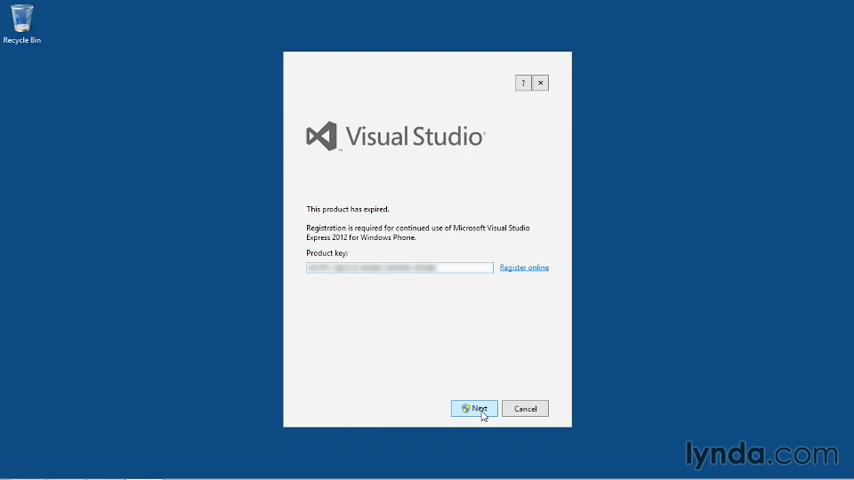 Recycle Bin
?
Visual Studio
This product has expired.
Registration is required for continued use of Microsoft Visual Studio
Express 2012 for Windows Phone.
Product key:
Register online
Next
Cancel
lynda.com